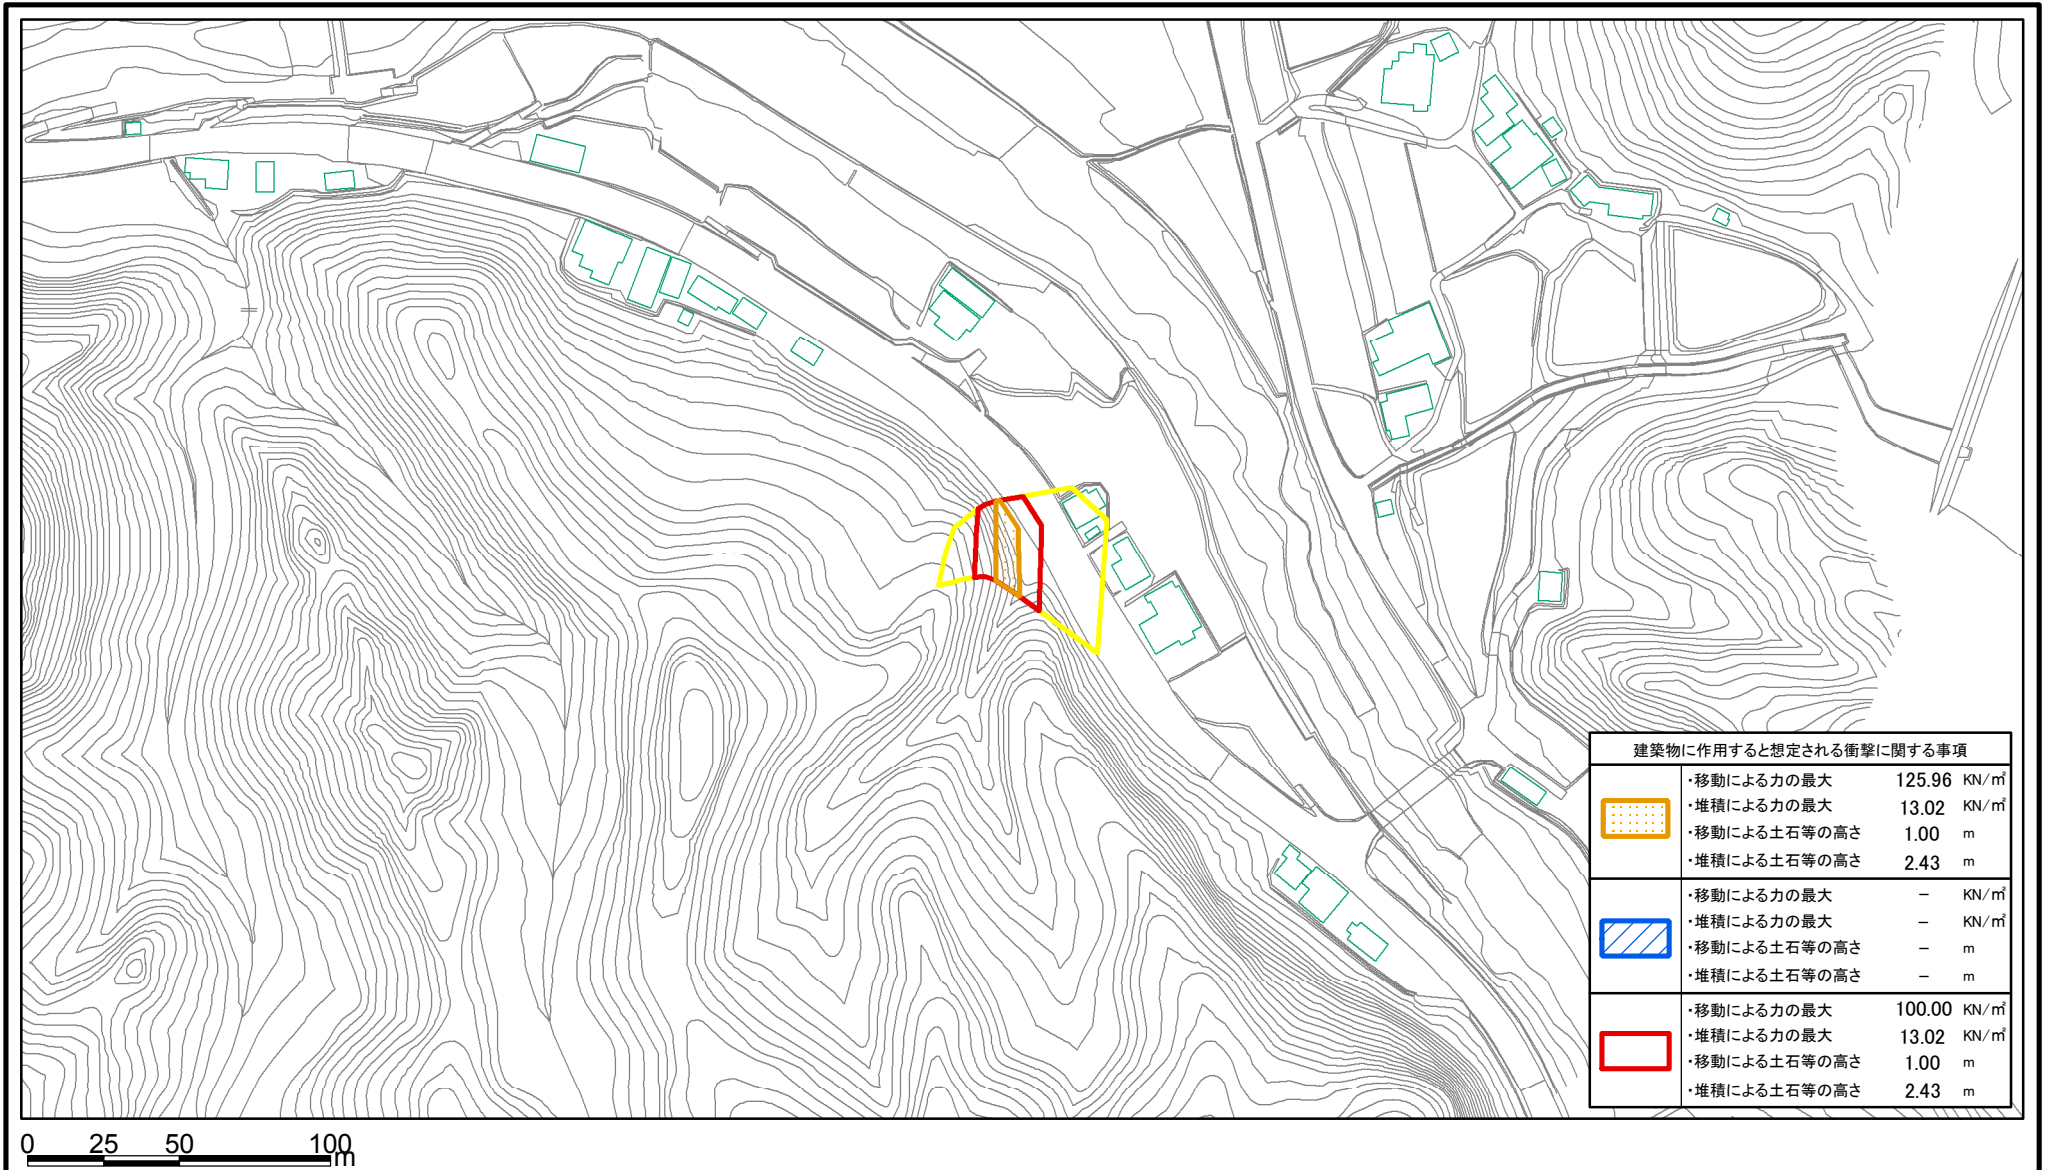 建築物に作用すると想定される衝撃に関する事項
・移動による力の最大 125.96 KN/㎡
・堆積による力の最大 13.02 KN/㎡
・移動による土石等の高さ 1.00 m
・堆積による土石等の高さ 2.43 m
・移動による力の最大 － KN/㎡
・堆積による力の最大 － KN/㎡
・移動による土石等の高さ － m
・堆積による土石等の高さ － m
・移動による力の最大 100.00 KN/㎡
・堆積による力の最大 13.02 KN/㎡
・移動による土石等の高さ 1.00 m
・堆積による土石等の高さ 2.43 m
0 25 50 100 m